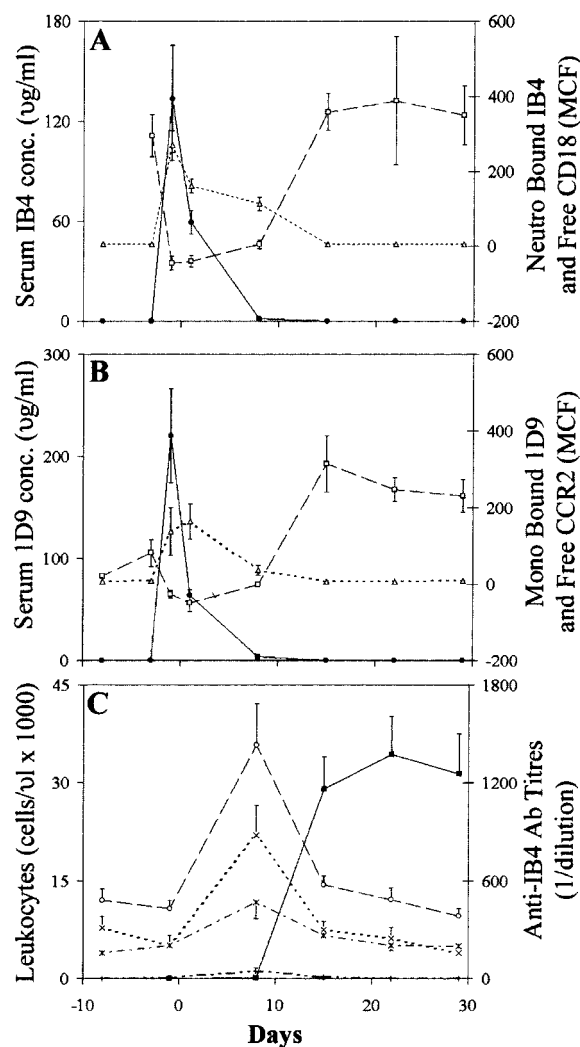 A
180
120
60
0
Serum IB4 conc. (υg/ml)
600
400
200
0
-200
Neutro Bound IB4
and Free CD18 (MCF)
B
300
200
100
0
Serum 1D9 conc. (υg/ml)
600
400
200
0
-200
Mono Bound 1D9
and Free CCR2 (MCF)
C
45
30
15
0
Leukocytes (cells/υl x 1000)
1800
1200
600
0
Anti-IB4 Ab Titres
(1/dilution)
-10 0 10 20 30
Days